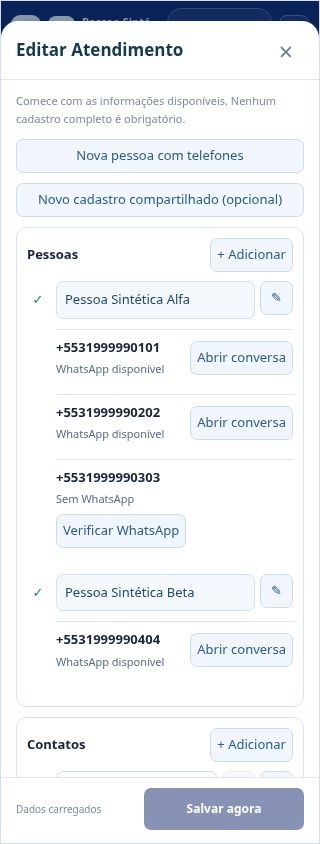 Editar Atendimento
✕
Comece com as informações disponíveis. Nenhum
cadastro completo é obrigatório.
Nova pessoa com telefones
Novo cadastro compartilhado (opcional)
Pessoas
+ Adicionar
✓
Pessoa Sintética Alfa
✎
+5531999990101
WhatsApp disponível
Abrir conversa
+5531999990202
WhatsApp disponível
Abrir conversa
+5531999990303
Sem WhatsApp
Verificar WhatsApp
✓
Pessoa Sintética Beta
✎
+5531999990404
WhatsApp disponível
Abrir conversa
Contatos
+ Adicionar
Dados carregados
Salvar agora